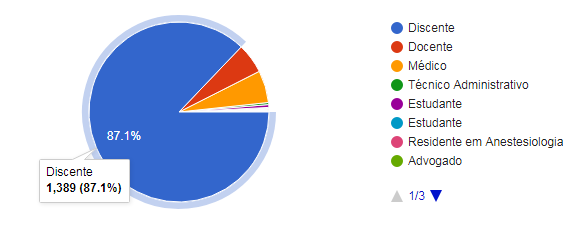 87.1%
Discente
1,389 (87.1%)
Discente
Docente
Médico
Técnico Administrativo
Estudante
Estudante
Residente em Anestesiologia
Advogado
1/3